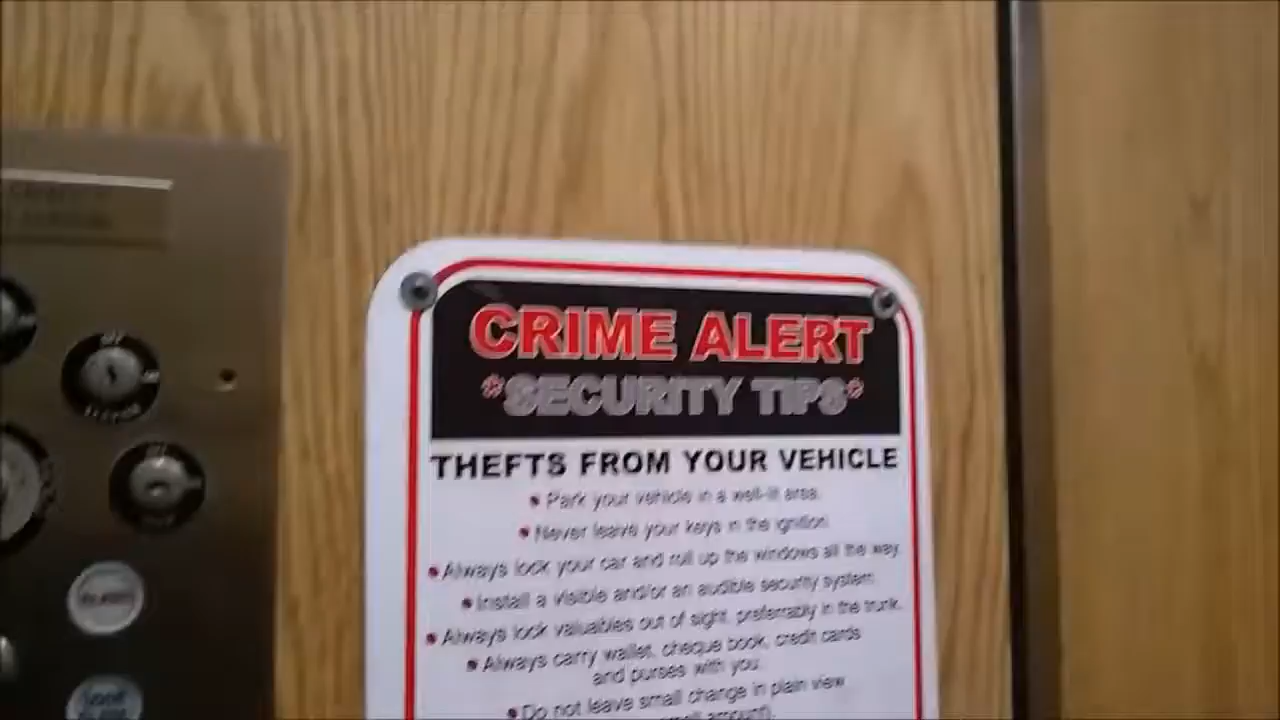 CRIME ALERT
*SECURITY TIPS*
THEFTS FROM YOUR VEHICLE
• Park your vehicle in a well-lit area.
• Never leave your keys in the ignition.
• Always lock your car and roll up the windows all the way.
• Install a visible and/or an audible security system.
• Always lock valuables out of sight, preferably in the trunk.
• Always carry wallet, cheque book, credit cards
and purses with you.
• Do not leave small change in plain view
small amount).